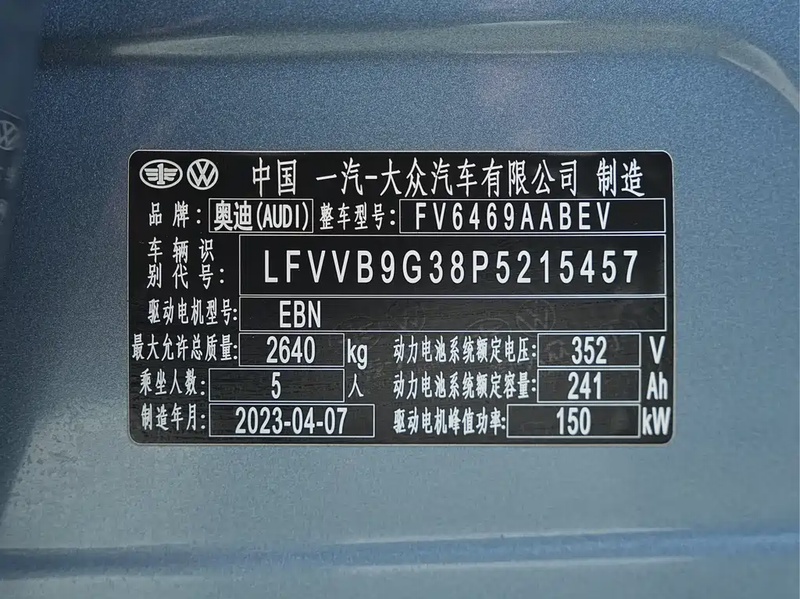 中国 一汽-大众汽车有限公司 制造
品牌: 奥迪(AUDI) 整车型号: FV6469AABEV
车辆识别代号: LFVVB9G38P5215457
驱动电机型号: EBN
最大允许总质量: 2640 kg 动力电池系统额定电压: 352 V
乘坐人数: 5 人 动力电池系统额定容量: 241 Ah
制造年月: 2023-04-07 驱动电机峰值功率: 150 kW